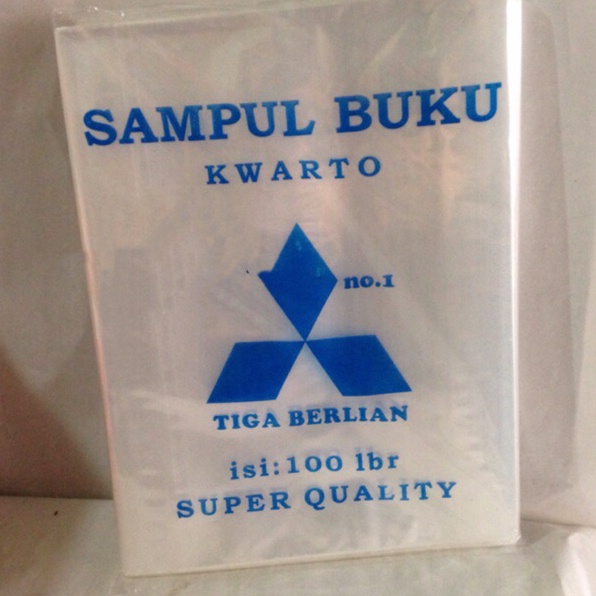 SAMPUL BUKU
KWARTO
no.1
TIGA BERLIAN
isi:100 lbr
SUPER QUALITY